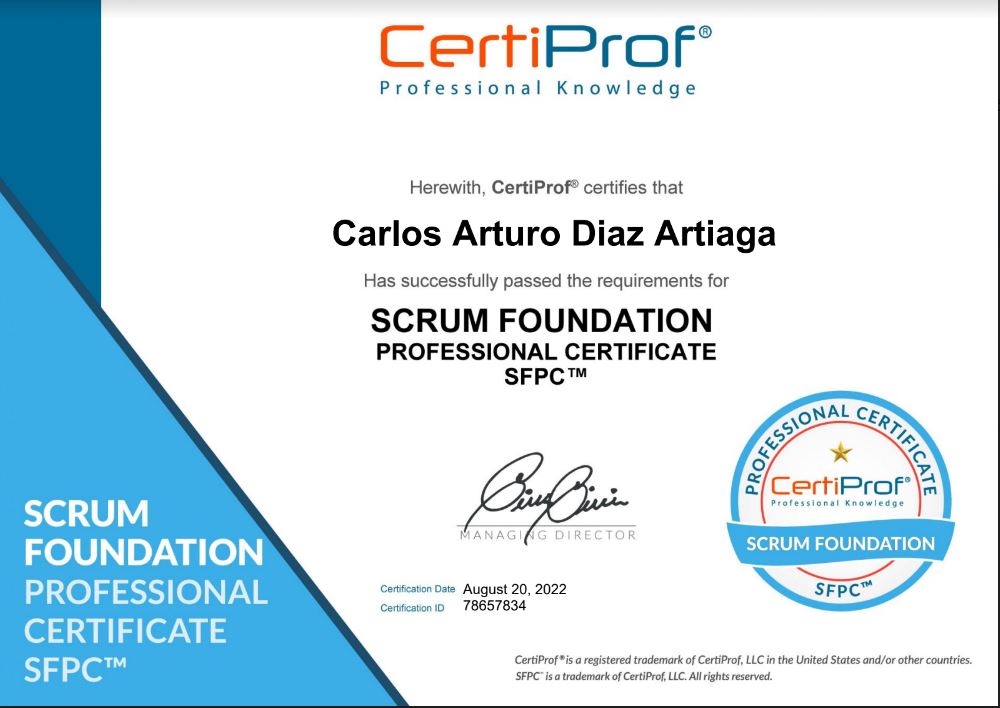 CertiProf®
Professional Knowledge
Herewith, CertiProf® certifies that
Carlos Arturo Diaz Artiaga
Has successfully passed the requirements for
SCRUM FOUNDATION
PROFESSIONAL CERTIFICATE
SFPC™
MANAGING DIRECTOR
Certification Date August 20, 2022
Certification ID 78657834
SCRUM
FOUNDATION
PROFESSIONAL
CERTIFICATE
SFPC™
PROFESSIONAL CERTIFICATE
CertiProf®
Professional Knowledge
SCRUM FOUNDATION
SFPC™
CertiProf® is a registered trademark of CertiProf, LLC in the United States and/or other countries.
SFPC™ is a trademark of CertiProf, LLC. All rights reserved.